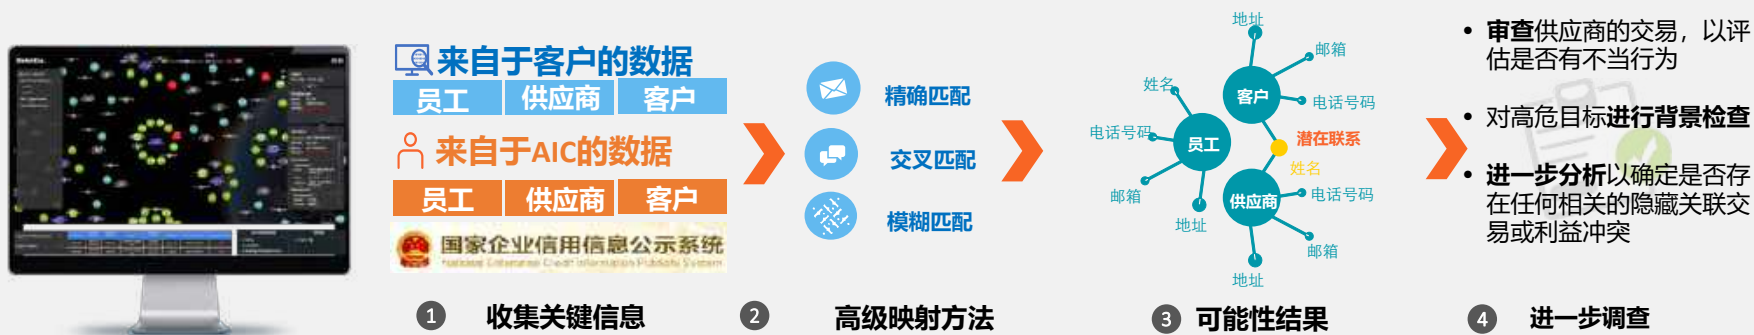 来自于客户的数据
员工 供应商 客户
来自于AIC的数据
员工 供应商 客户
国家企业信用信息公示系统
National Enterprise Credit Information Publicity System
1 收集关键信息
精确匹配
交叉匹配
模糊匹配
2 高级映射方法
地址
邮箱
姓名
客户
电话号码
电话号码
员工
潜在联系
姓名
邮箱
供应商
电话号码
地址
邮箱
地址
3 可能性结果
• 审查供应商的交易，以评
估是否有不当行为
• 对高危目标进行背景检查
• 进一步分析以确定是否存
在任何相关的隐藏关联交
易或利益冲突
4 进一步调查